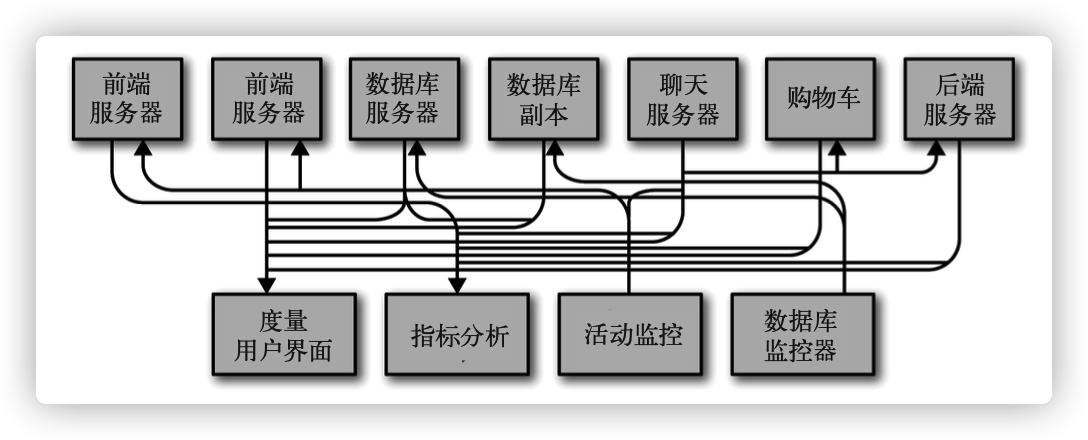 前端
服务器
前端
服务器
数据库
服务器
数据库
副本
聊天
服务器
购物车
后端
服务器
度量
用户界面
指标分析
活动监控
数据库
监控器